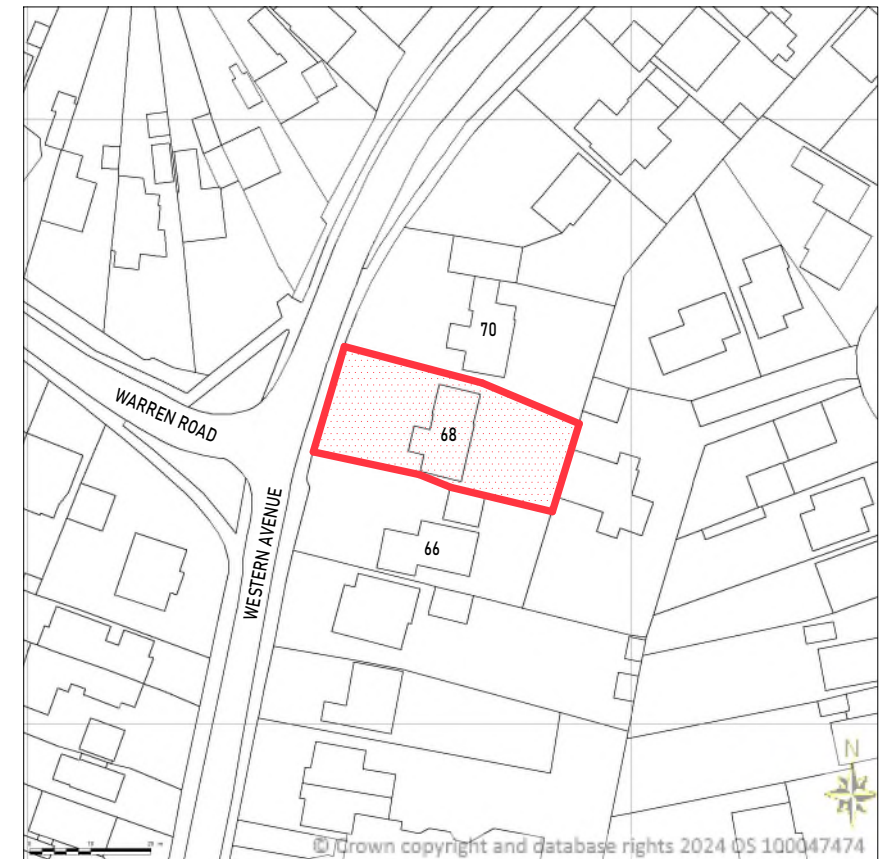 70
68
66
WARREN ROAD
WESTERN AVENUE
N
© Crown copyright and database rights 2024 OS 100047474